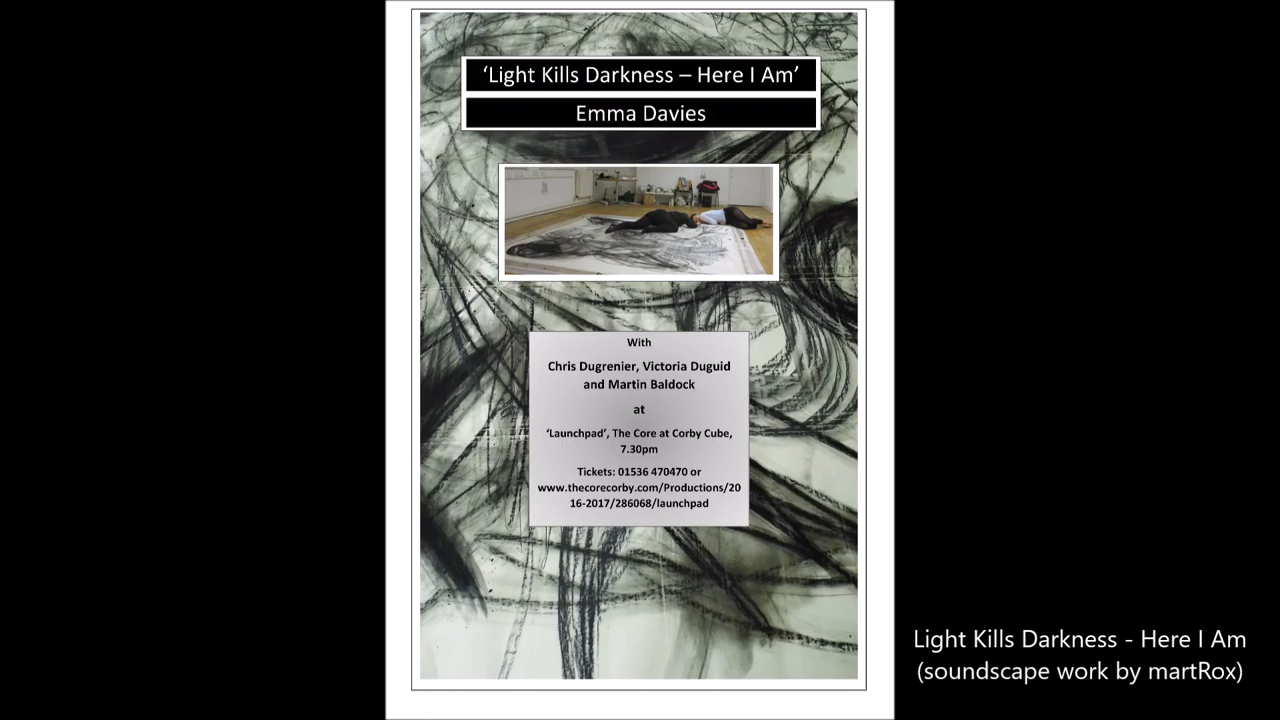 ‘Light Kills Darkness – Here I Am’
Emma Davies
With
Chris Dugrenier, Victoria Duguid
and Martin Baldock
at
‘Launchpad’, The Core at Corby Cube,
7.30pm
Tickets: 01536 470470 or
www.thecorecorby.com/Productions/20
16-2017/286068/launchpad
Light Kills Darkness - Here I Am
(soundscape work by martRox)